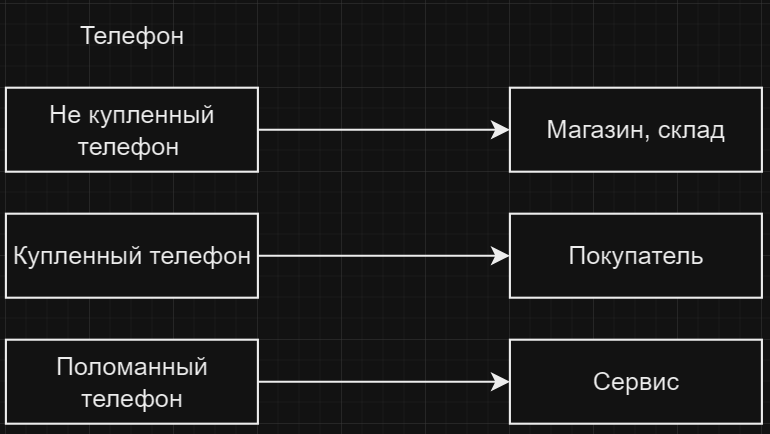 Телефон
Не купленный
телефон
Магазин, склад
Купленный телефон
Покупатель
Поломанный
телефон
Сервис